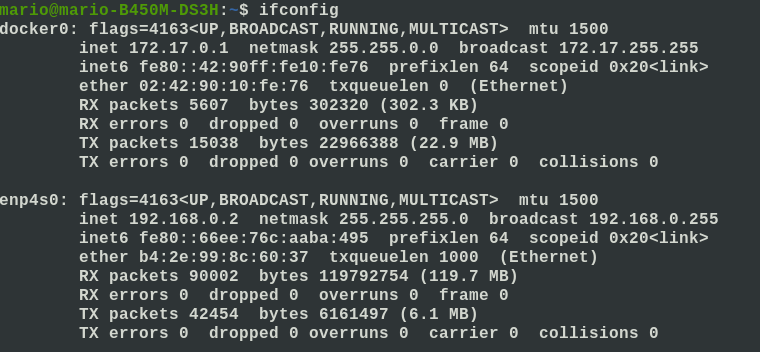 mario@mario-B450M-DS3H:~$ ifconfig
docker0: flags=4163<UP,BROADCAST,RUNNING,MULTICAST>  mtu 1500
        inet 172.17.0.1  netmask 255.255.0.0  broadcast 172.17.255.255
        inet6 fe80::42:90ff:fe10:fe76  prefixlen 64  scopeid 0x20<link>
        ether 02:42:90:10:fe:76  txqueuelen 0  (Ethernet)
        RX packets 5607  bytes 302320 (302.3 KB)
        RX errors 0  dropped 0  overruns 0  frame 0
        TX packets 15038  bytes 22966388 (22.9 MB)
        TX errors 0  dropped 0 overruns 0  carrier 0  collisions 0

enp4s0: flags=4163<UP,BROADCAST,RUNNING,MULTICAST>  mtu 1500
        inet 192.168.0.2  netmask 255.255.255.0  broadcast 192.168.0.255
        inet6 fe80::66ee:76c:aaba:495  prefixlen 64  scopeid 0x20<link>
        ether b4:2e:99:8c:60:37  txqueuelen 1000  (Ethernet)
        RX packets 90002  bytes 119792754 (119.7 MB)
        RX errors 0  dropped 0  overruns 0  frame 0
        TX packets 42454  bytes 6161497 (6.1 MB)
        TX errors 0  dropped 0 overruns 0  carrier 0  collisions 0